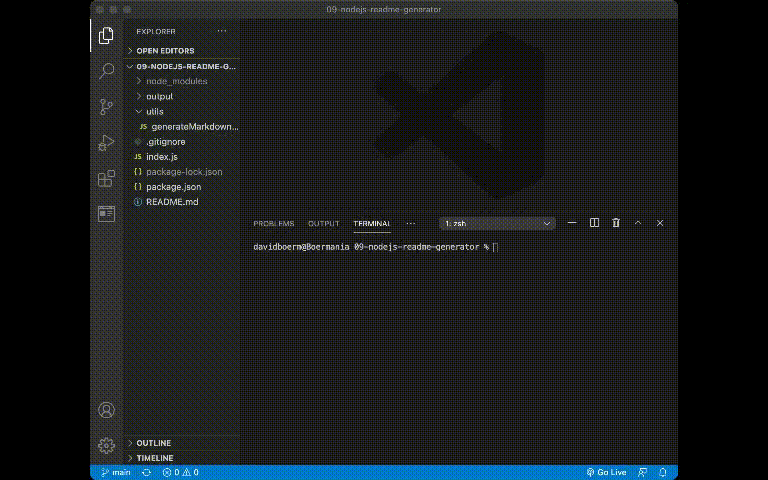 09-nodejs-readme-generator
EXPLORER ...
OPEN EDITORS
09-NODEJS-README-G...
node_modules
output
utils
JS generateMarkdown...
.gitignore
JS index.js
{} package-lock.json
{} package.json
README.md
PROBLEMS OUTPUT TERMINAL ... 1: zsh
davidboerm@Boermania 09-nodejs-readme-generator %
OUTLINE
TIMELINE
main 0 0 Go Live